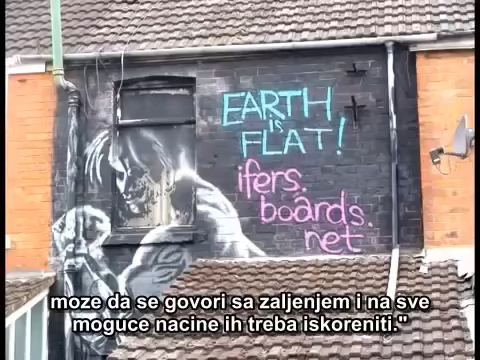 EARTH
IS
FLAT!
ifers.
boards.
net
moze da se govori sa zaljenjem i na sve
moguce nacine ih treba iskoreniti."